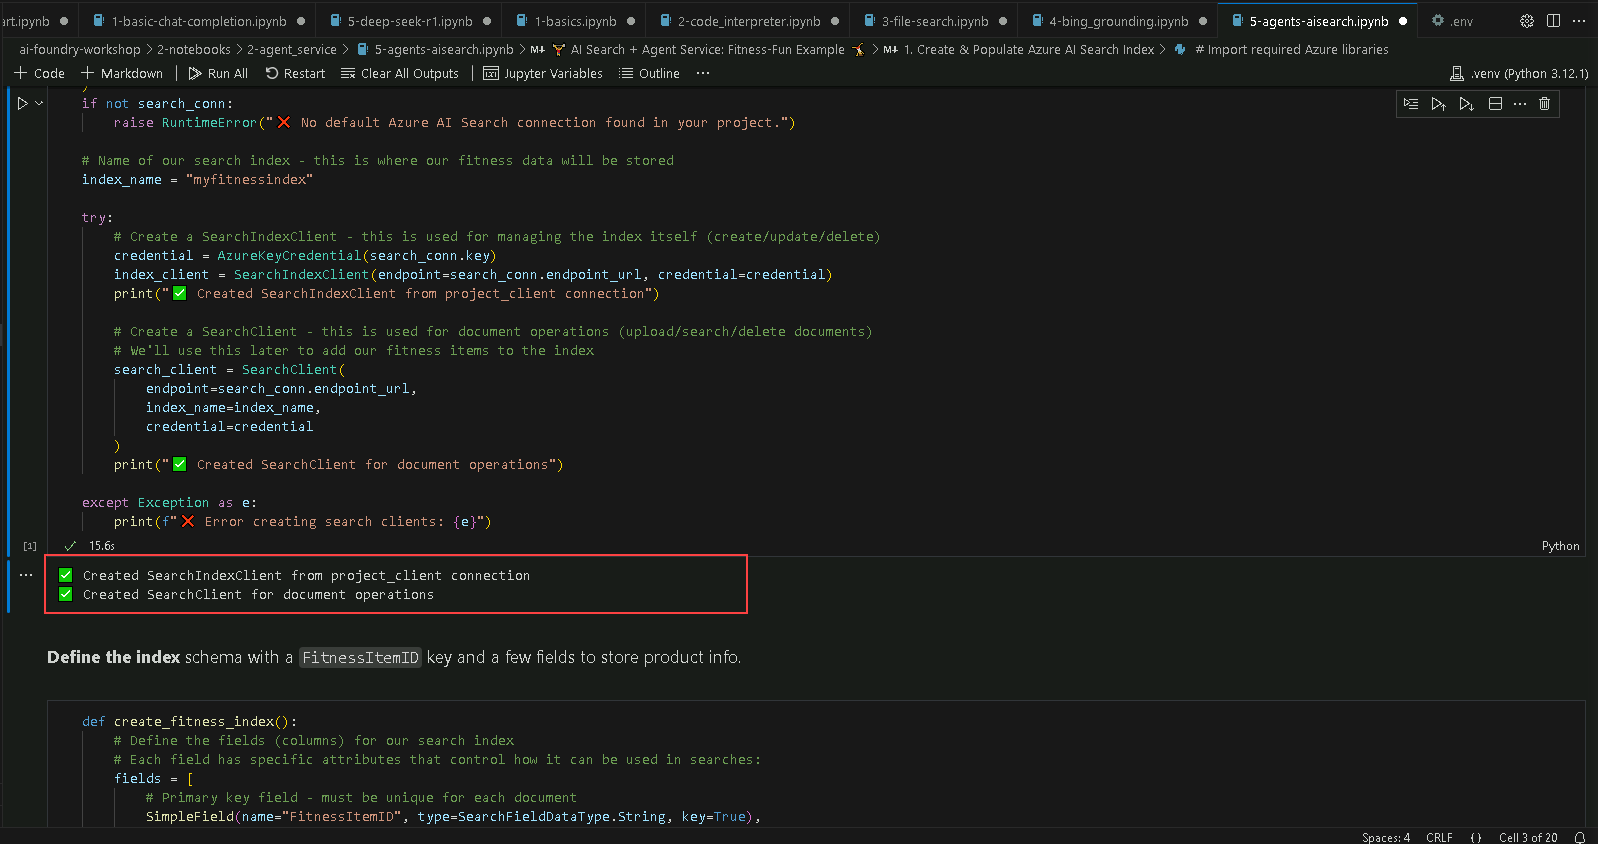 art.ipynb 1-basic-chat-completion.ipynb 5-deep-seek-r1.ipynb 1-basics.ipynb 2-code_interpreter.ipynb 3-file-search.ipynb 4-bing_grounding.ipynb 5-agents-aisearch.ipynb .env
ai-foundry-workshop > 2-notebooks > 2-agent_service > 5-agents-aisearch.ipynb > M↓ 🏋 AI Search + Agent Service: Fitness-Fun Example 🤸 > M↓ 1. Create & Populate Azure AI Search Index > # Import required Azure libraries
+ Code + Markdown Run All Restart Clear All Outputs Jupyter Variables Outline ... .venv (Python 3.12.1)
)
if not search_conn:
raise RuntimeError("❌ No default Azure AI Search connection found in your project.")
# Name of our search index - this is where our fitness data will be stored
index_name = "myfitnessindex"
try:
# Create a SearchIndexClient - this is used for managing the index itself (create/update/delete)
credential = AzureKeyCredential(search_conn.key)
index_client = SearchIndexClient(endpoint=search_conn.endpoint_url, credential=credential)
print("✅ Created SearchIndexClient from project_client connection")
# Create a SearchClient - this is used for document operations (upload/search/delete documents)
# We'll use this later to add our fitness items to the index
search_client = SearchClient(
endpoint=search_conn.endpoint_url,
index_name=index_name,
credential=credential
)
print("✅ Created SearchClient for document operations")
except Exception as e:
print(f"❌ Error creating search clients: {e}")
[1] ✓ 15.6s Python
... ✅ Created SearchIndexClient from project_client connection
✅ Created SearchClient for document operations
Define the index schema with a FitnessItemID key and a few fields to store product info.
def create_fitness_index():
# Define the fields (columns) for our search index
# Each field has specific attributes that control how it can be used in searches:
fields = [
# Primary key field - must be unique for each document
SimpleField(name="FitnessItemID", type=SearchFieldDataType.String, key=True),
Spaces: 4 CRLF {} Cell 3 of 20